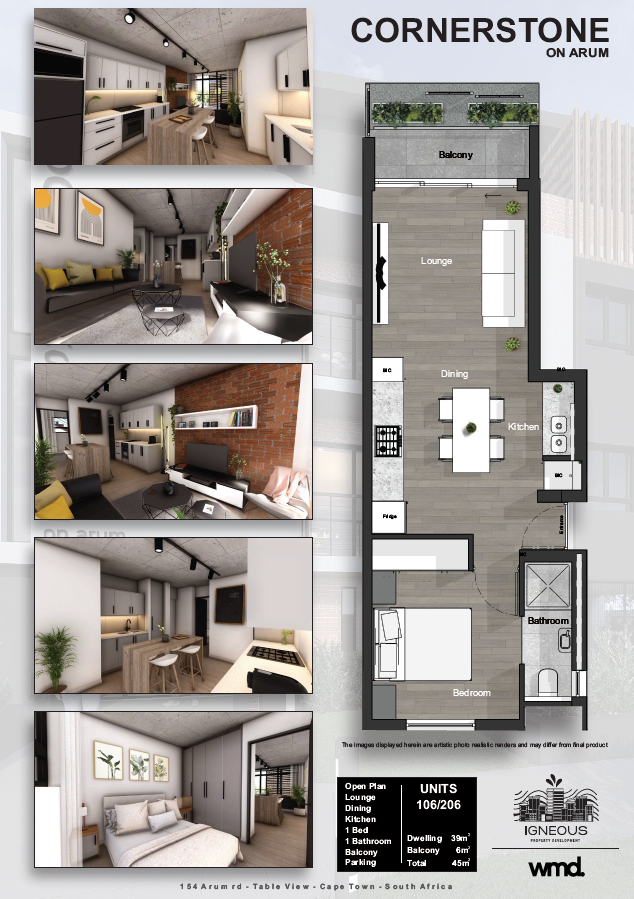 CORNERSTONE
ON ARUM
Balcony
Lounge
Dining
Kitchen
Fridge
Entrance
Bathroom
Bedroom
on arum
The images displayed herein are artistic photo realistic renders and may differ from final product
Open Plan
Lounge
Dining
Kitchen
1 Bed
1 Bathroom
Balcony
Parking
UNITS
106/206
Dwelling 39m²
Balcony 6m²
Total 45m²
IGNEOUS
PROPERTY DEVELOPMENT
wmd.
154 Arum rd - Table View - Cape Town - South Africa